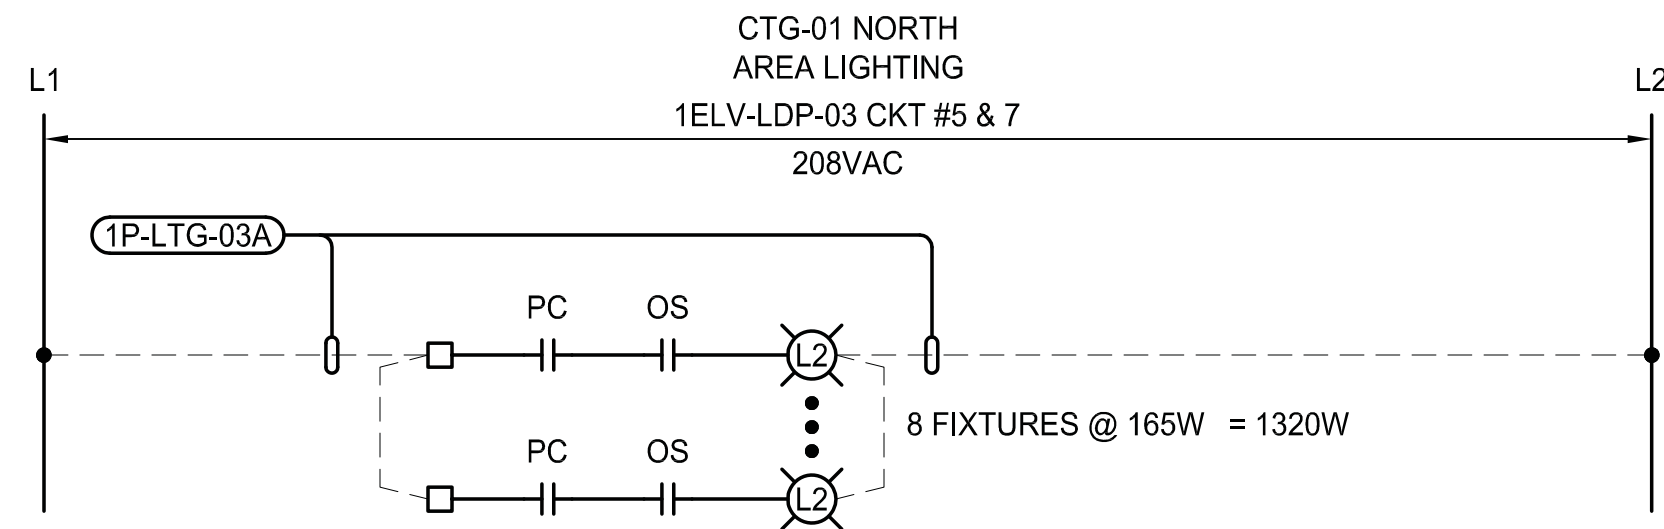 CTG-01 NORTH
AREA LIGHTING
L1
L2
1ELV-LDP-03 CKT #5 & 7
208VAC
1P-LTG-03A
PC OS
L2
8 FIXTURES @ 165W = 1320W
PC OS
L2